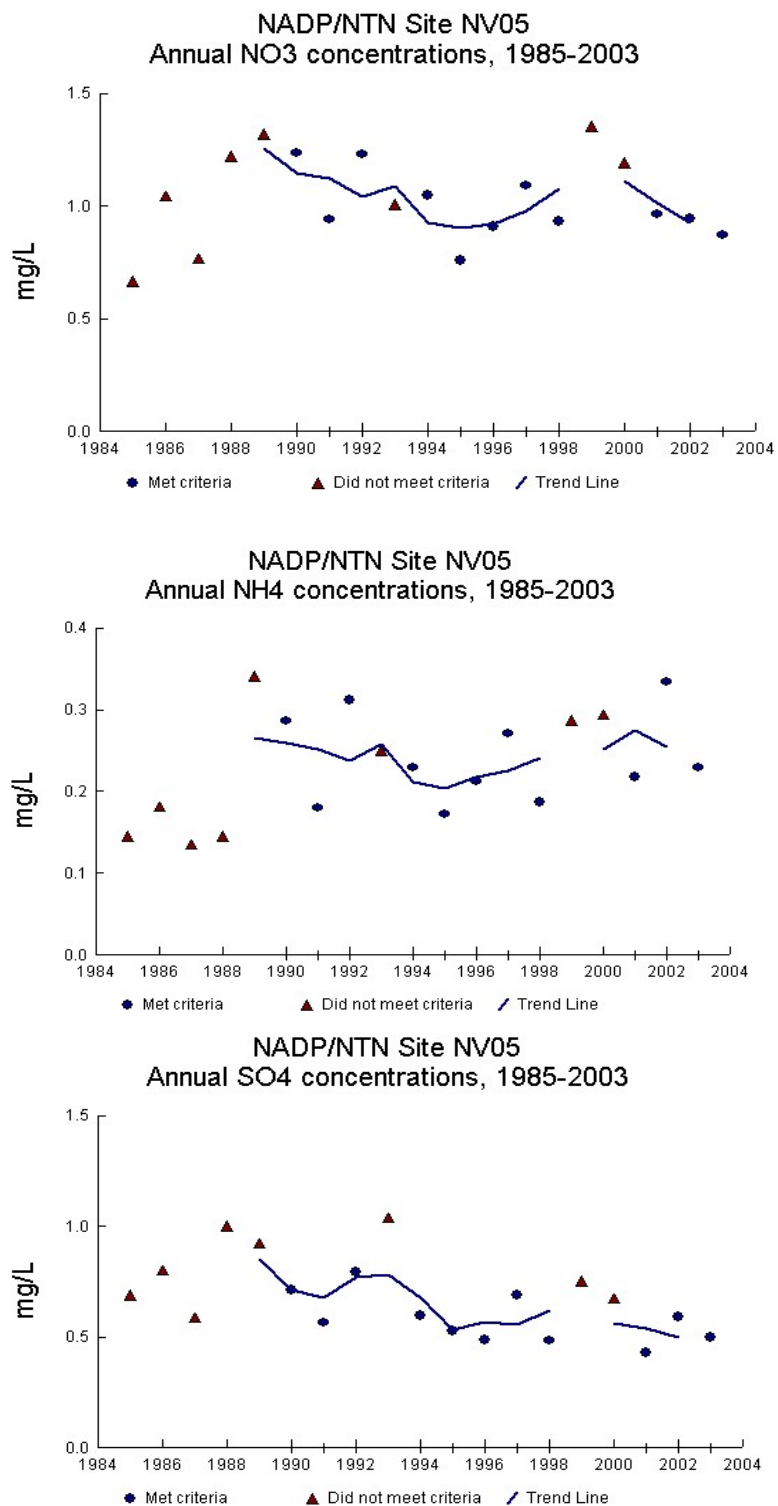 NADP/NTN Site NV05
Annual NO3 concentrations, 1985-2003
1.5
1.0
0.5
0.0
mg/L
1984 1986 1988 1990 1992 1994 1996 1998 2000 2002 2004
Met criteria Did not meet criteria Trend Line
NADP/NTN Site NV05
Annual NH4 concentrations, 1985-2003
0.4
0.3
0.2
0.1
0.0
mg/L
1984 1986 1988 1990 1992 1994 1996 1998 2000 2002 2004
Met criteria Did not meet criteria Trend Line
NADP/NTN Site NV05
Annual SO4 concentrations, 1985-2003
1.5
1.0
0.5
0.0
mg/L
1984 1986 1988 1990 1992 1994 1996 1998 2000 2002 2004
Met criteria Did not meet criteria Trend Line